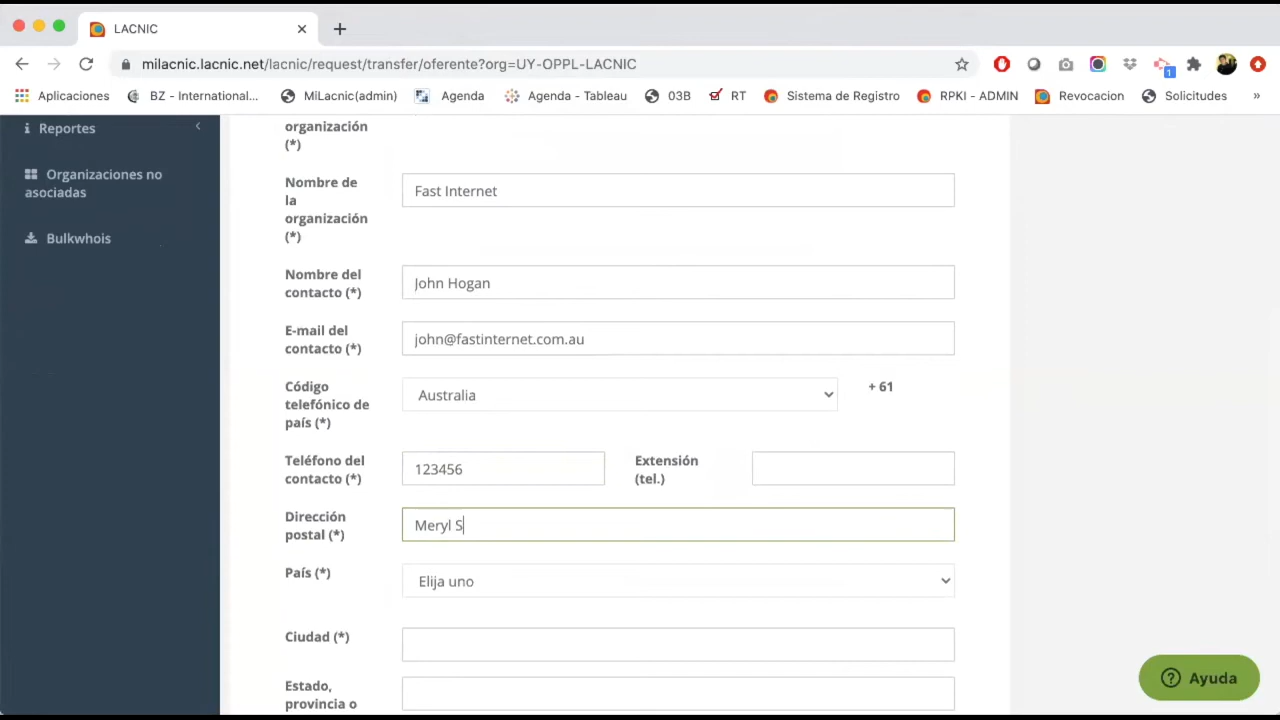 LACNIC
milacnic.lacnic.net/lacnic/request/transfer/oferente?org=UY-OPPL-LACNIC
1
Aplicaciones BZ - International... MiLacnic(admin) Agenda Agenda - Tableau 03B RT Sistema de Registro RPKI - ADMIN Revocacion Solicitudes »
Reportes
Organizaciones no
asociadas
Bulkwhois
organización
(*)
Nombre de
la
organización
(*)
Fast Internet
Nombre del
contacto (*)
John Hogan
E-mail del
contacto (*)
john@fastinternet.com.au
Código
telefónico de
país (*)
Australia
+ 61
Teléfono del
contacto (*)
123456
Extensión
(tel.)
Dirección
postal (*)
Meryl S
País (*)
Elija uno
Ciudad (*)
Estado,
provincia o
Ayuda